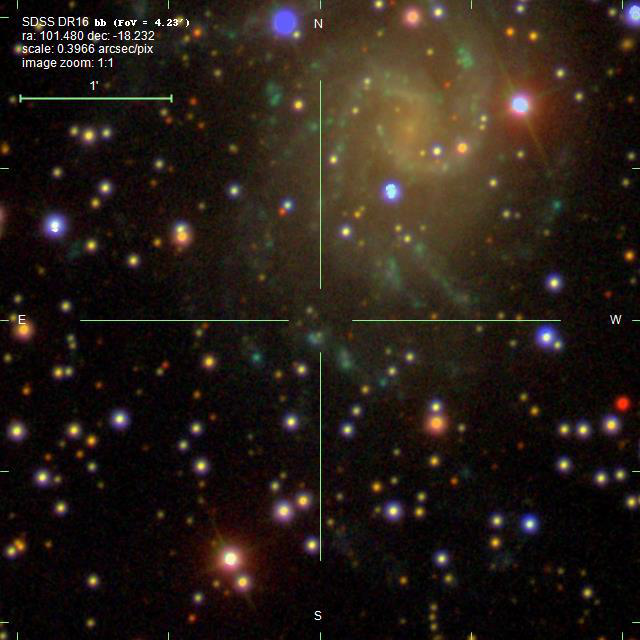 SDSS DR16 bb (FoV = 4.23')
ra: 101.480 dec: -18.232
scale: 0.3966 arcsec/pix
image zoom: 1:1
1'
N
E
W
S